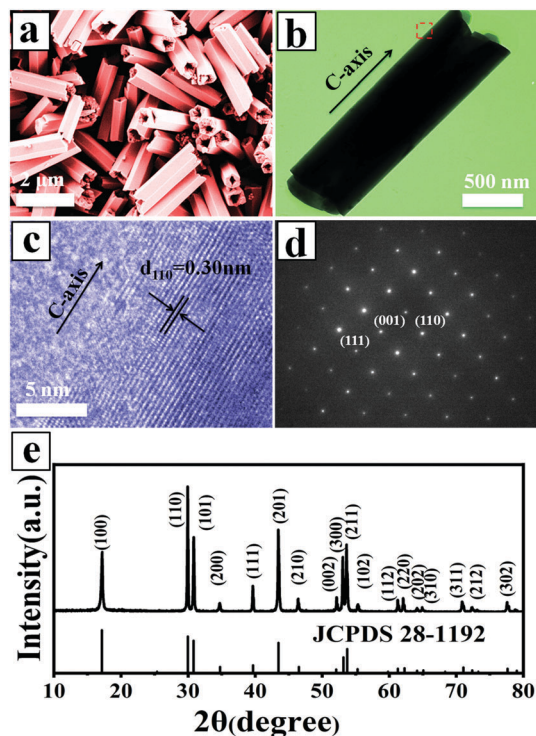 a
b
C-axis
2 μm
500 nm
c
d
C-axis
d110=0.30nm
5 nm
(001)
(110)
(111)
e
Intensity(a.u.)
(100)
(110)
(101)
(200)
(111)
(201)
(210)
(002)
(300)
(211)
(102)
(112)
(220)
(202)
(310)
(311)
(212)
(302)
JCPDS 28-1192
10 20 30 40 50 60 70 80
2θ(degree)